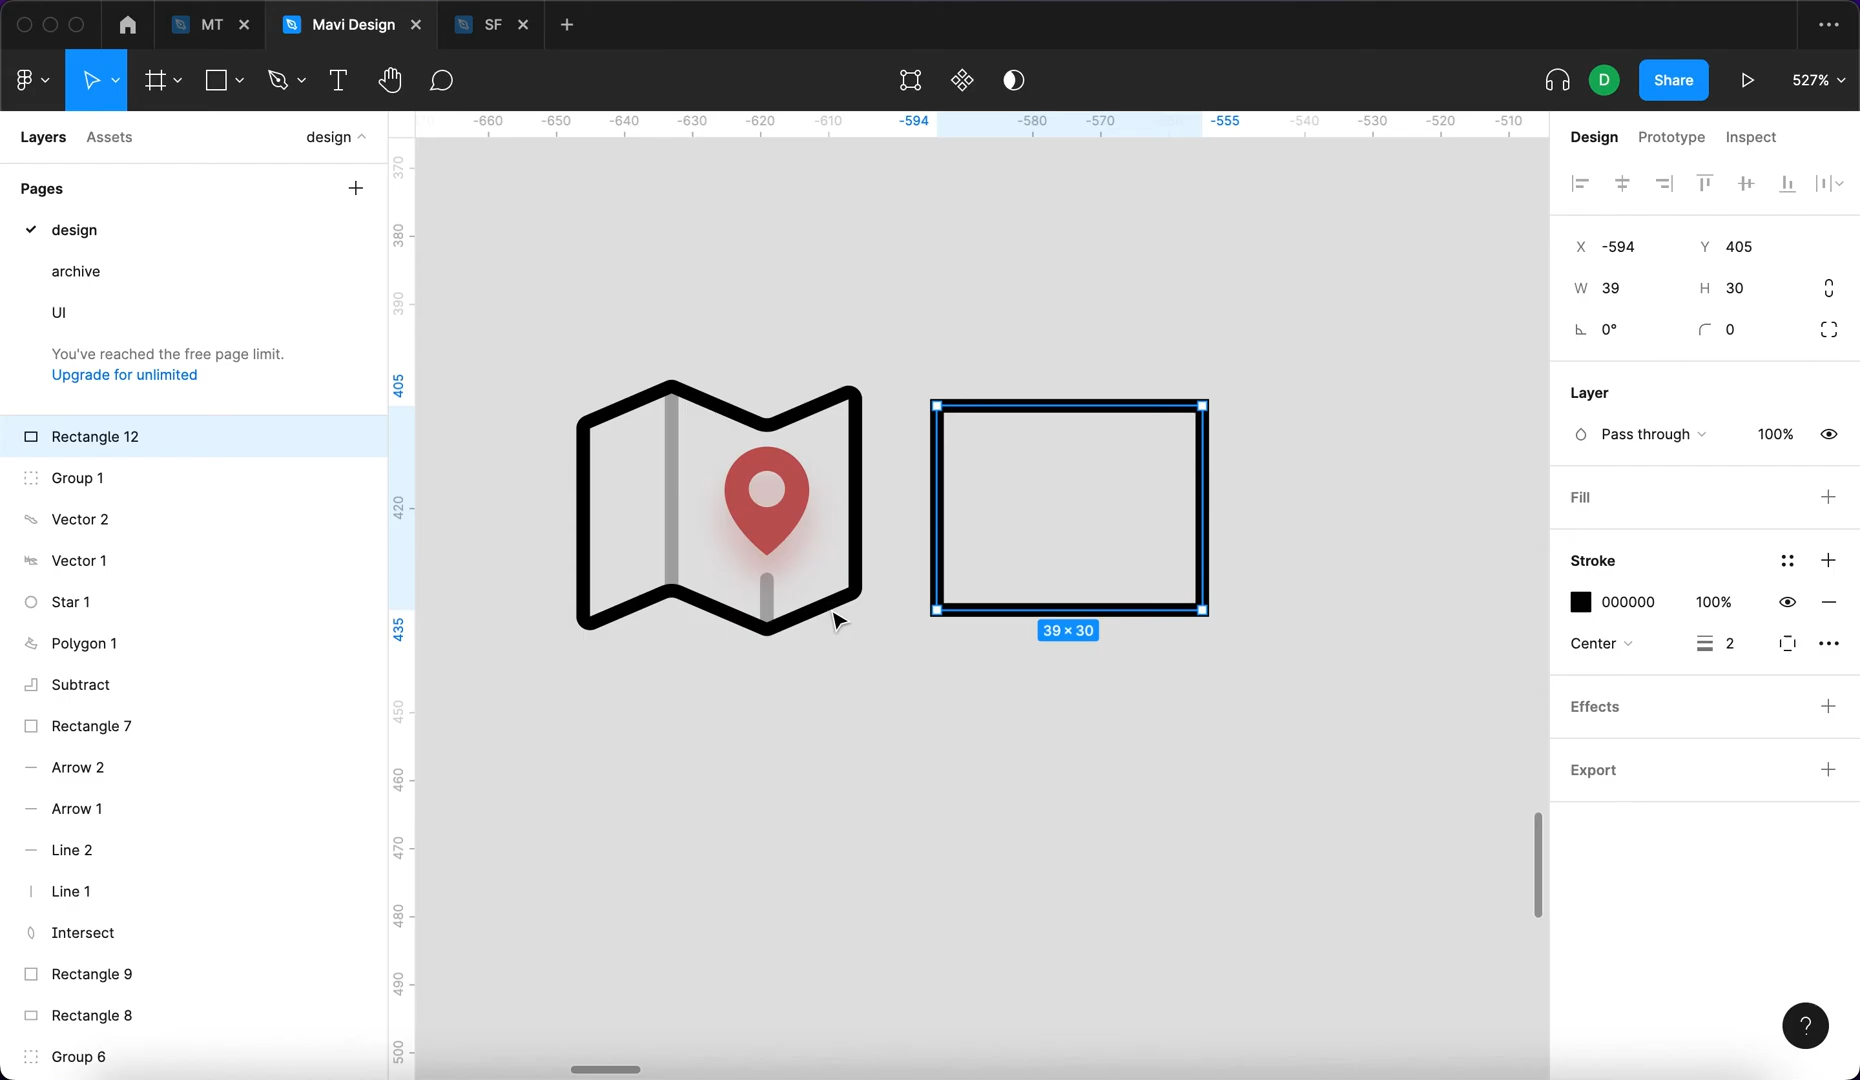 MT
Mavi Design
SF
Share
D
527%
Layers Assets design
Pages
design
archive
UI
You've reached the free page limit.
Upgrade for unlimited
Rectangle 12
Group 1
Vector 2
Vector 1
Star 1
Polygon 1
Subtract
Rectangle 7
Arrow 2
Arrow 1
Line 2
Line 1
Intersect
Rectangle 9
Rectangle 8
Group 6
-660 -650 -640 -630 -620 -610 -594 -580 -570 -555 -540 -530 -520 -510
370
380
390
405
420
435
450
460
470
480
490
500
39 × 30
Design Prototype Inspect
X -594 Y 405
W 39 H 30
0° 0
Layer
Pass through 100%
Fill
Stroke
000000 100%
Center 2
Effects
Export
?